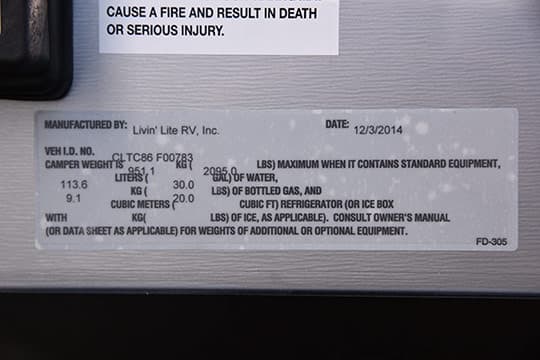 CAUSE A FIRE AND RESULT IN DEATH
OR SERIOUS INJURY.
MANUFACTURED BY: Livin' Lite RV, Inc. DATE: 12/3/2014
VEH I.D. NO. CLTC86 F00783
CAMPER WEIGHT IS 951.1 KG ( 2095.0 LBS) MAXIMUM WHEN IT CONTAINS STANDARD EQUIPMENT,
113.6 LITERS ( 30.0 GAL) OF WATER,
9.1 KG ( 20.0 LBS) OF BOTTLED GAS, AND
CUBIC METERS ( CUBIC FT) REFRIGERATOR (OR ICE BOX
WITH KG( LBS) OF ICE, AS APPLICABLE). CONSULT OWNER'S MANUAL
(OR DATA SHEET AS APPLICABLE) FOR WEIGHTS OF ADDITIONAL OR OPTIONAL EQUIPMENT.
FD-305